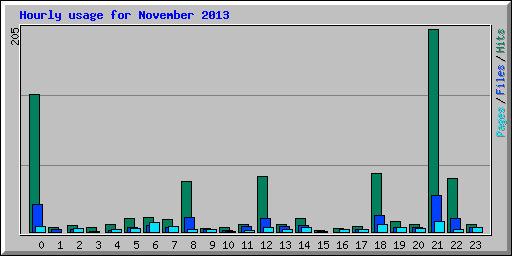 Hourly usage for November 2013
205
Pages/Files/Hits
0 1 2 3 4 5 6 7 8 9 10 11 12 13 14 15 16 17 18 19 20 21 22 23